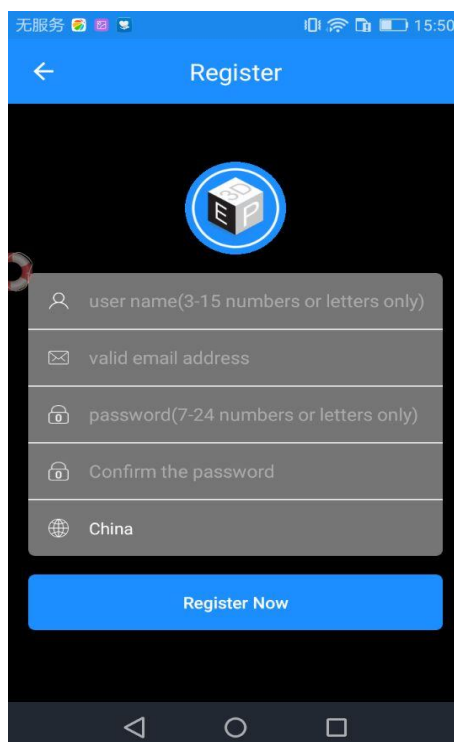 无服务 15:50
Register
3D
E P
user name(3-15 numbers or letters only)
valid email address
password(7-24 numbers or letters only)
Confirm the password
China
Register Now